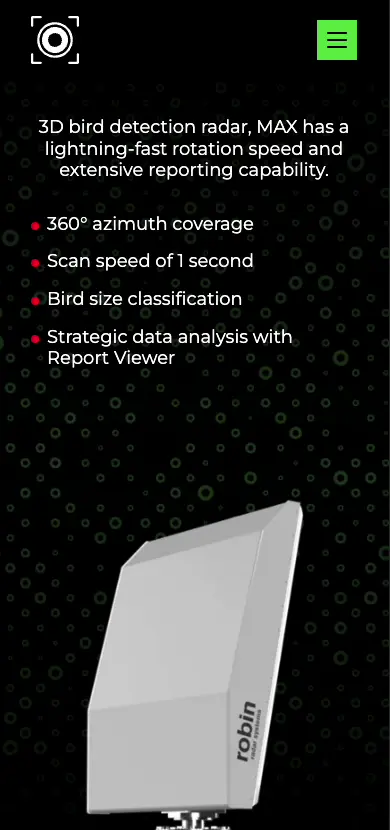 3D bird detection radar, MAX has a
lightning-fast rotation speed and
extensive reporting capability.
360° azimuth coverage
Scan speed of 1 second
Bird size classification
Strategic data analysis with
Report Viewer
robin
radar systems